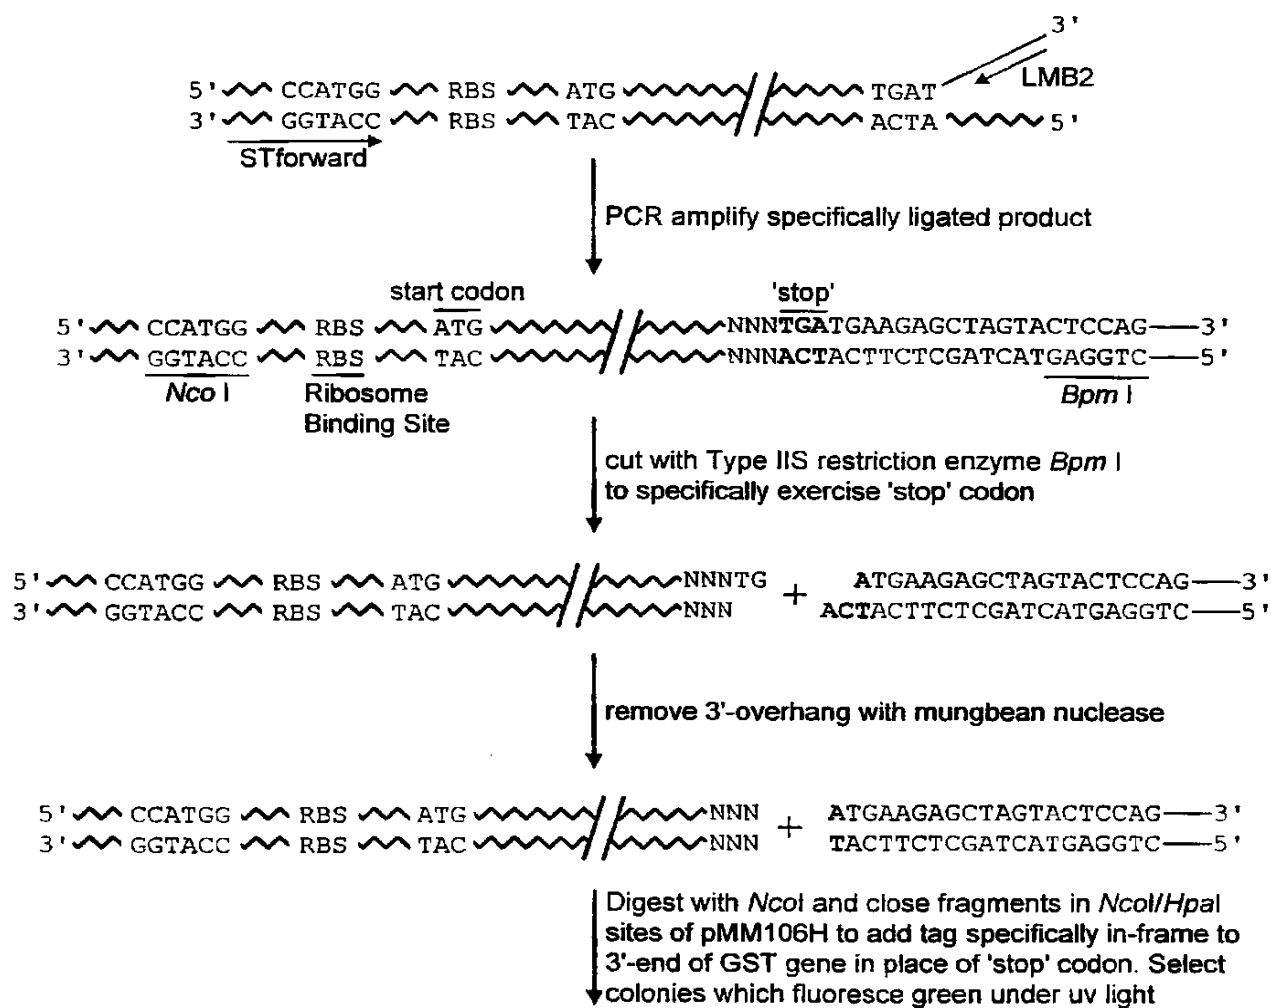 3'
5' CCATGG RBS ATG TGAT LMB2
3' GGTACC RBS TAC ACTA 5'
STforward
PCR amplify specifically ligated product
start codon 'stop'
5' CCATGG RBS ATG NNNTGATGAAGAGCTAGTACTCCAG 3'
3' GGTACC RBS TAC NNNACTACTTCTCGATCATGAGGTC 5'
Nco I Ribosome Bpm I
Binding Site
cut with Type IIS restriction enzyme Bpm I
to specifically exercise 'stop' codon
5' CCATGG RBS ATG NNNTG + ATGAAGAGCTAGTACTCCAG 3'
3' GGTACC RBS TAC NNN ACTACTTCTCGATCATGAGGTC 5'
remove 3'-overhang with mungbean nuclease
5' CCATGG RBS ATG NNN + ATGAAGAGCTAGTACTCCAG 3'
3' GGTACC RBS TAC NNN TACTTCTCGATCATGAGGTC 5'
Digest with NcoI and close fragments in NcoI/HpaI
sites of pMM106H to add tag specifically in-frame to
3'-end of GST gene in place of 'stop' codon. Select
colonies which fluoresce green under uv light